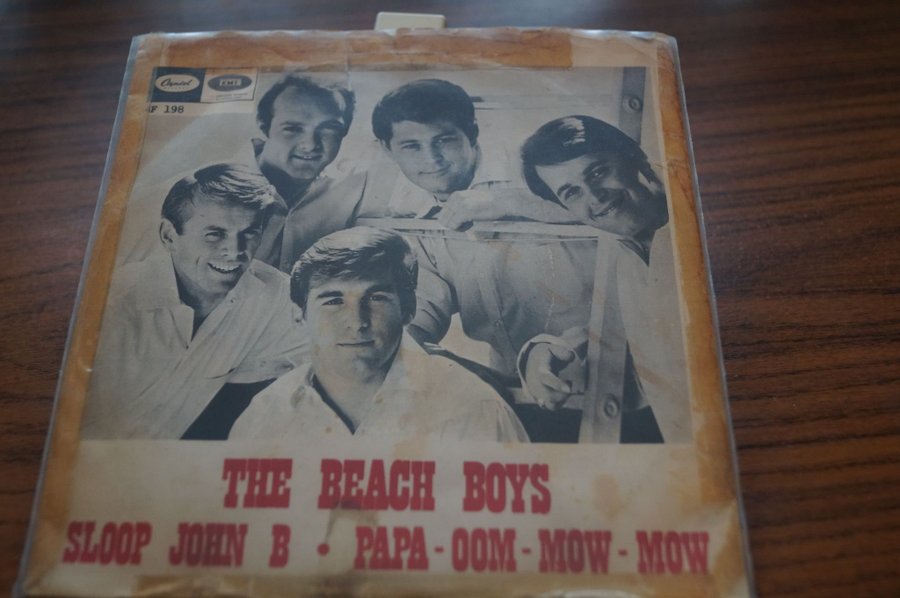 Capitol
EMI
F 198
THE BEACH BOYS
SLOOP JOHN B • PAPA - OOM - MOW - MOW